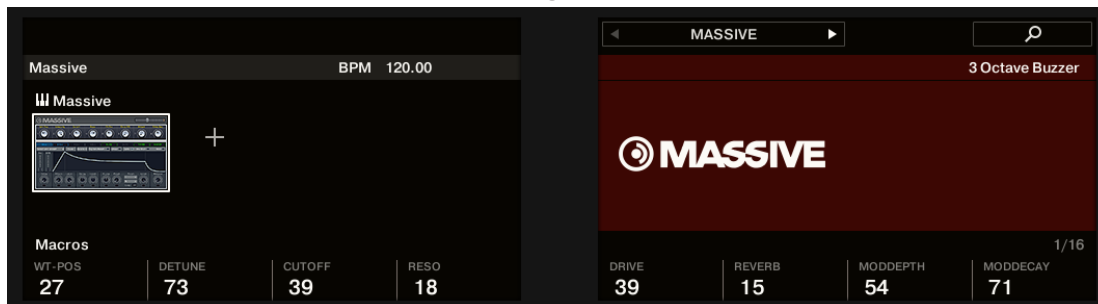 Massive BPM 120.00
Massive
MASSIVE
Macros
WT-POS DETUNE CUTOFF RESO
27 73 39 18
MASSIVE
3 Octave Buzzer
MASSIVE
1/16
DRIVE REVERB MODDEPTH MODDECAY
39 15 54 71